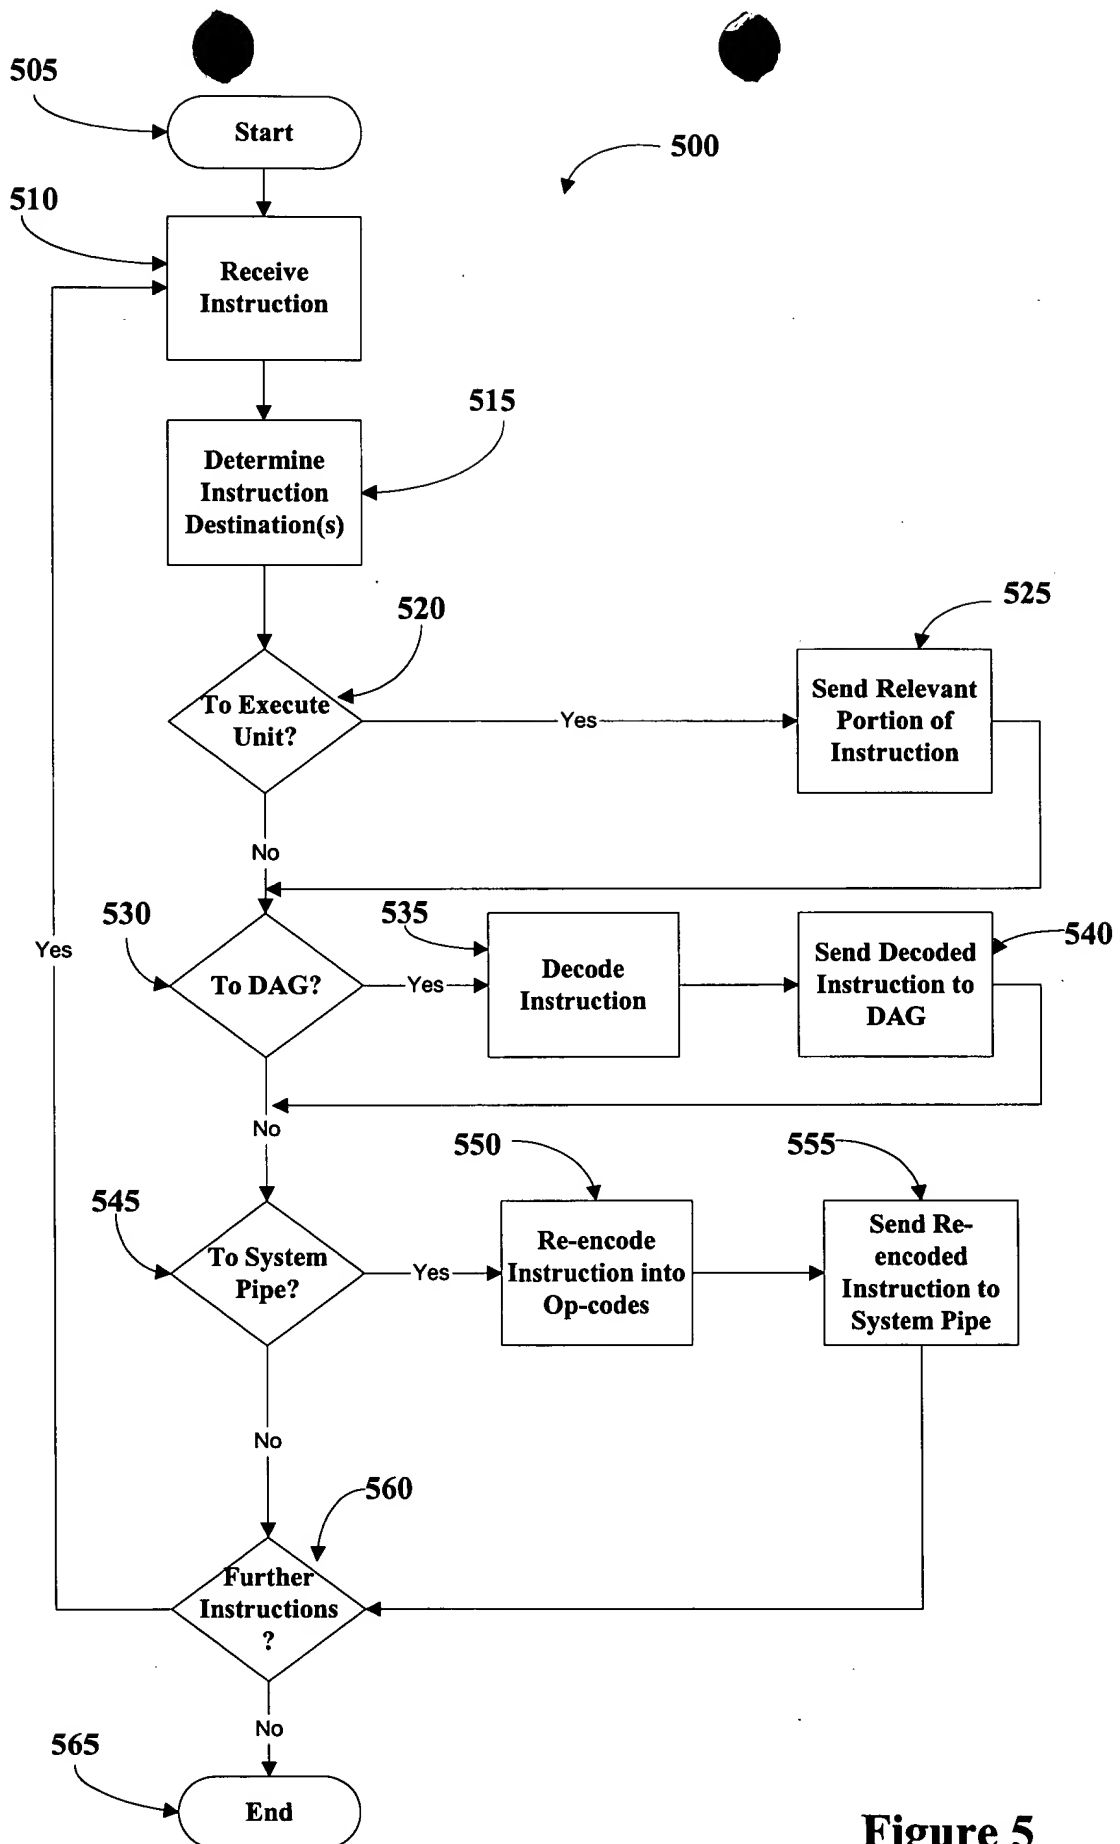 505
Start
500
510
Receive
Instruction
515
Determine
Instruction
Destination(s)
520
525
To Execute
Unit?
Yes
Send Relevant
Portion of
Instruction
No
530
535
540
Yes
To DAG?
Yes
Decode
Instruction
Send Decoded
Instruction to
DAG
No
550
555
545
To System
Pipe?
Yes
Re-encode
Instruction into
Op-codes
Send Re-
encoded
Instruction to
System Pipe
No
560
Further
Instructions
?
No
565
End
Figure 5